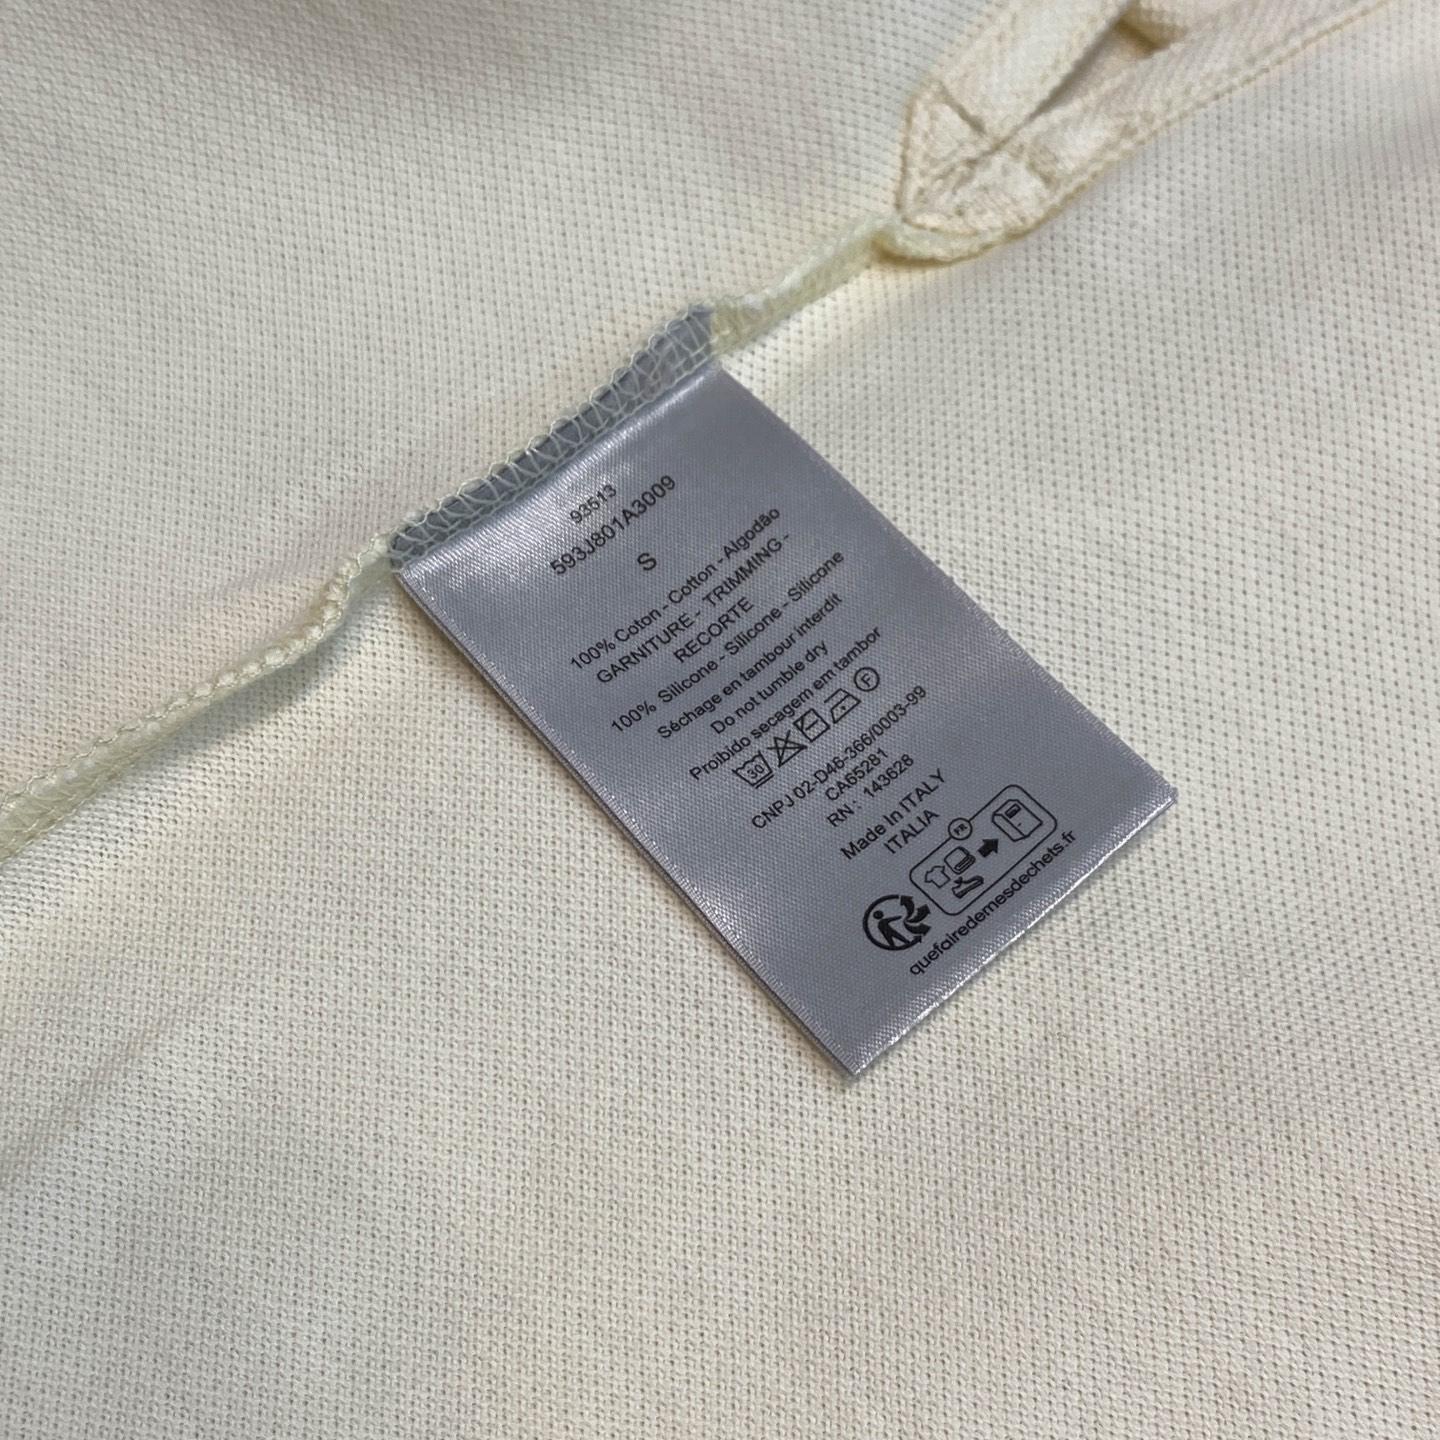 93513
593J801A3009
S
100% Coton - Cotton - Algodão
GARNITURE - TRIMMING -
RECORTE
100% Silicone - Silicone - Silicone
Séchage en tambour interdit
Do not tumble dry
Proibido secagem em tambor
30 F
CNPJ 02-D46-366/0003-99
CA65281
RN: 143628
Made In ITALY
ITALIA
FR
quefairedemesdechets.fr